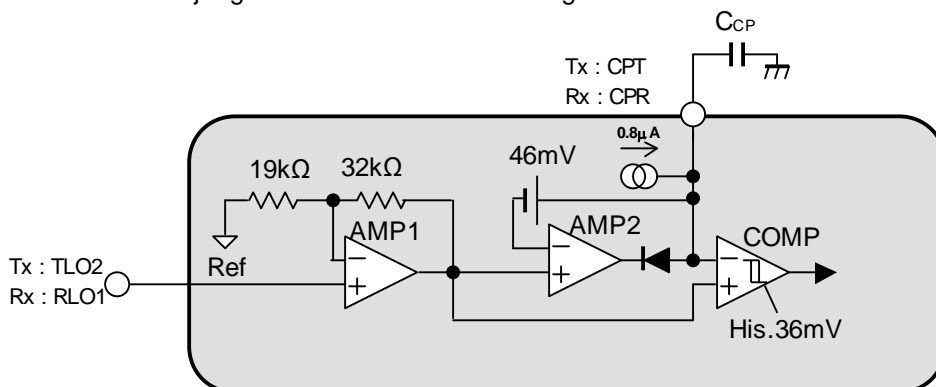 C CP
Tx : CPT
Rx : CPR
0.8µA
46mV
19kΩ
32kΩ
AMP1
AMP2
COMP
Ref
Tx : TLO2
Rx : RLO1
His.36mV